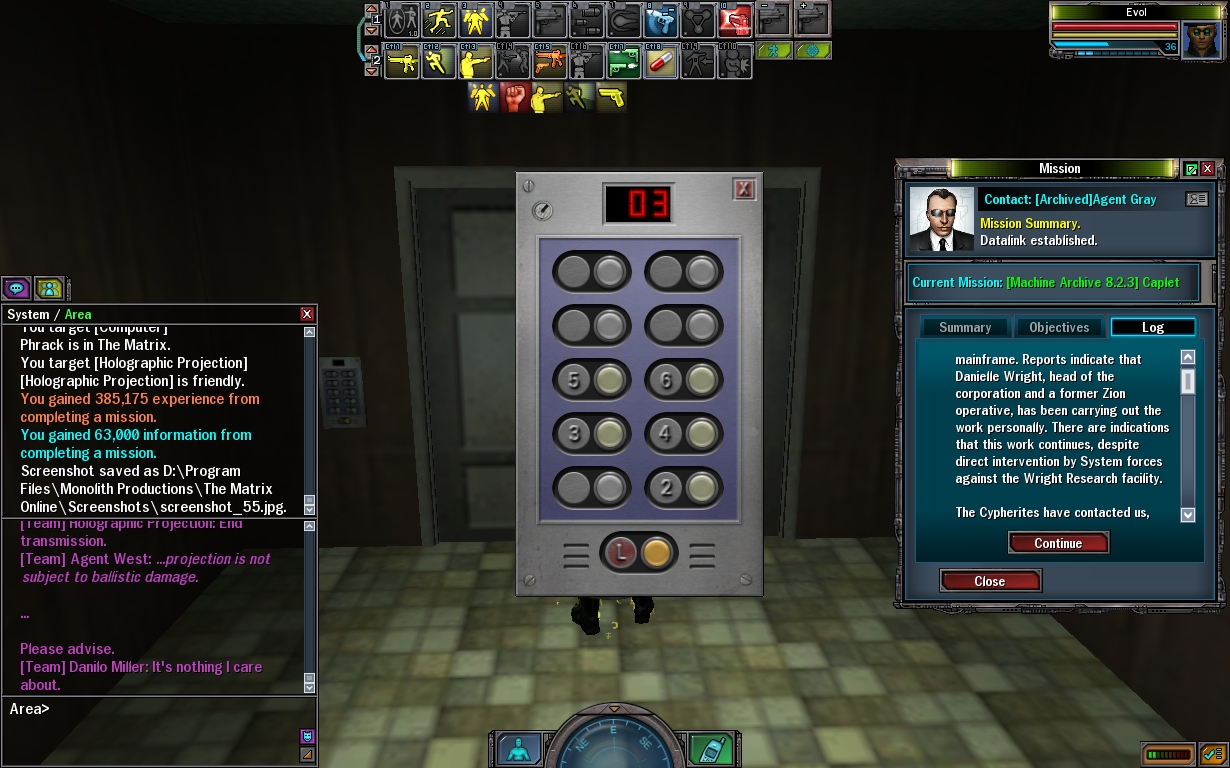 Evol
36
03
X
5 6
3 4
2
L
System / Area
You target [Computer]
Phrack is in The Matrix.
You target [Holographic Projection]
[Holographic Projection] is friendly.
You gained 385,175 experience from
completing a mission.
You gained 63,000 information from
completing a mission.
Screenshot saved as D:\Program
Files\Monolith Productions\The Matrix
Online\Screenshots\screenshot_55.jpg.
[Team] Holographic Projection: End
transmission.
[Team] Agent West: ...projection is not
subject to ballistic damage.
...
Please advise.
[Team] Danilo Miller: It's nothing I care
about.
Area>
NE E SE
Mission
Contact: [Archived]Agent Gray
Mission Summary.
Datalink established.
Current Mission: [Machine Archive 8.2.3] Caplet
Summary Objectives Log
mainframe. Reports indicate that
Danielle Wright, head of the
corporation and a former Zion
operative, has been carrying out the
work personally. There are indications
that this work continues, despite
direct intervention by System forces
against the Wright Research facility.
The Cypherites have contacted us,
Continue
Close